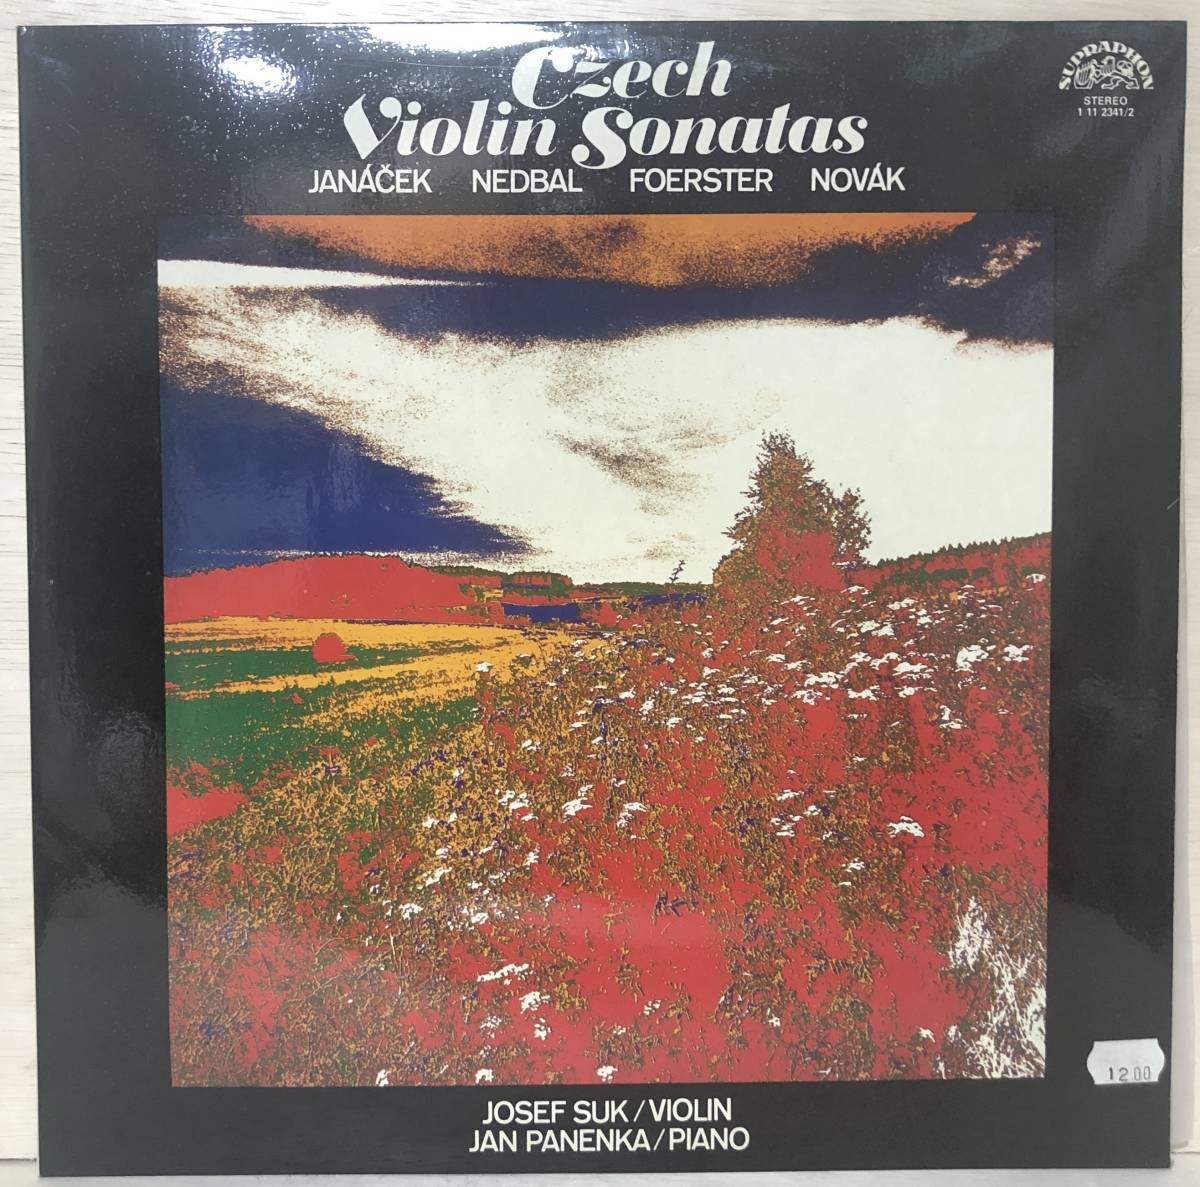 Czech
Violin Sonatas
JANÁČEK NEDBAL FOERSTER NOVÁK
SUPRAPHON
STEREO
1 11 2341/2
1200
JOSEF SUK/VIOLIN
JAN PANENKA/PIANO